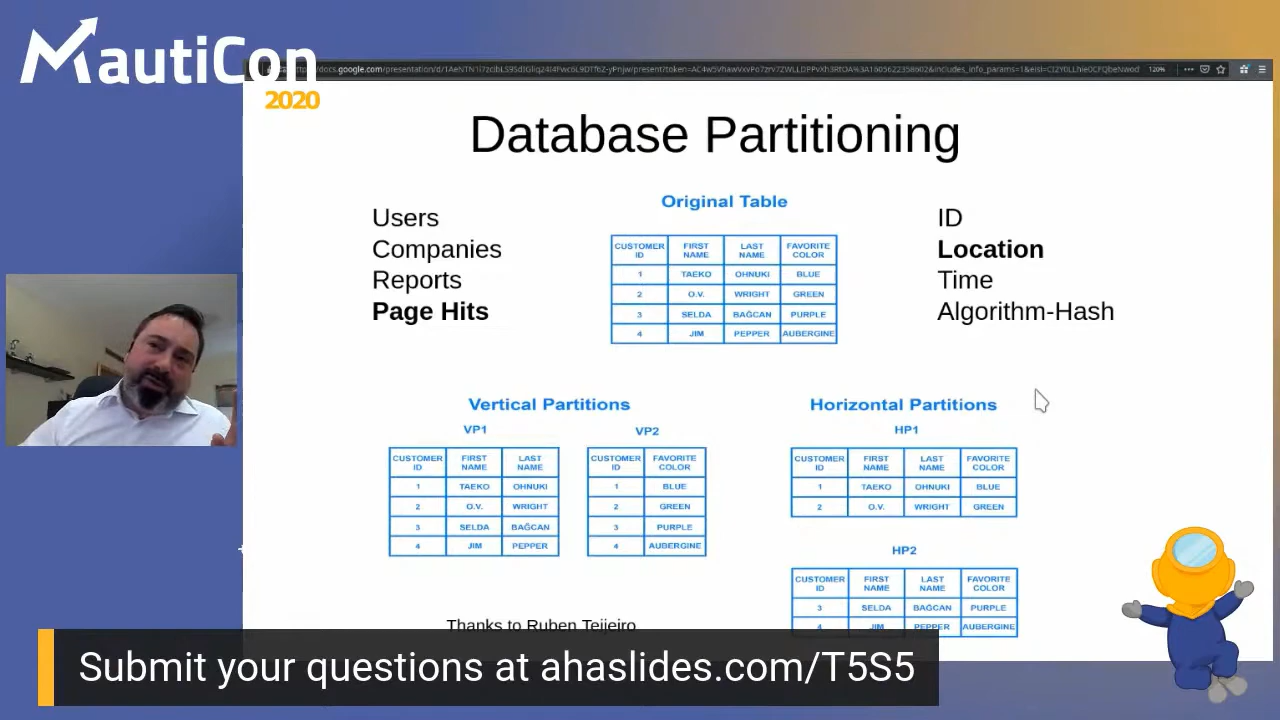 MautiCon
2020
120%
Database Partitioning
Users
Companies
Reports
Page Hits
Original Table
CUSTOMER ID FIRST NAME LAST NAME FAVORITE COLOR
1 TAEKO OHNUKI BLUE
2 O.V. WRIGHT GREEN
3 SELDA BAĞCAN PURPLE
4 JIM PEPPER AUBERGINE
ID
Location
Time
Algorithm-Hash
Vertical Partitions
VP1
CUSTOMER ID FIRST NAME LAST NAME
1 TAEKO OHNUKI
2 O.V. WRIGHT
3 SELDA BAĞCAN
4 JIM PEPPER
VP2
CUSTOMER ID FAVORITE COLOR
1 BLUE
2 GREEN
3 PURPLE
4 AUBERGINE
Horizontal Partitions
HP1
CUSTOMER ID FIRST NAME LAST NAME FAVORITE COLOR
1 TAEKO OHNUKI BLUE
2 O.V. WRIGHT GREEN
HP2
CUSTOMER ID FIRST NAME LAST NAME FAVORITE COLOR
3 SELDA BAĞCAN PURPLE
4 JIM PEPPER AUBERGINE
Thanks to Ruben Teijeiro
Submit your questions at ahaslides.com/T5S5